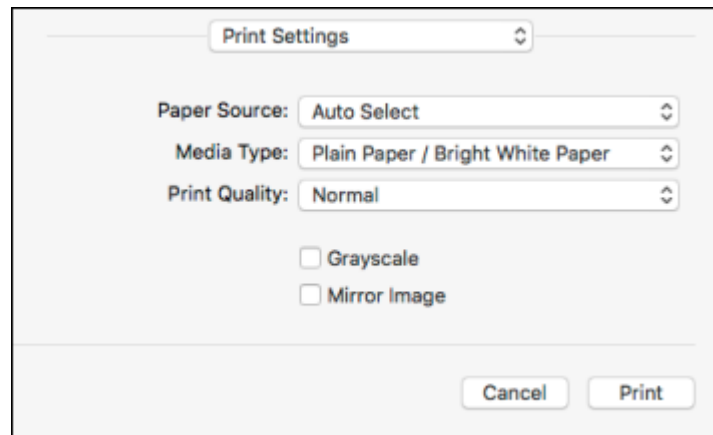 Print Settings
Paper Source: Auto Select
Media Type: Plain Paper / Bright White Paper
Print Quality: Normal
Grayscale
Mirror Image
Cancel Print